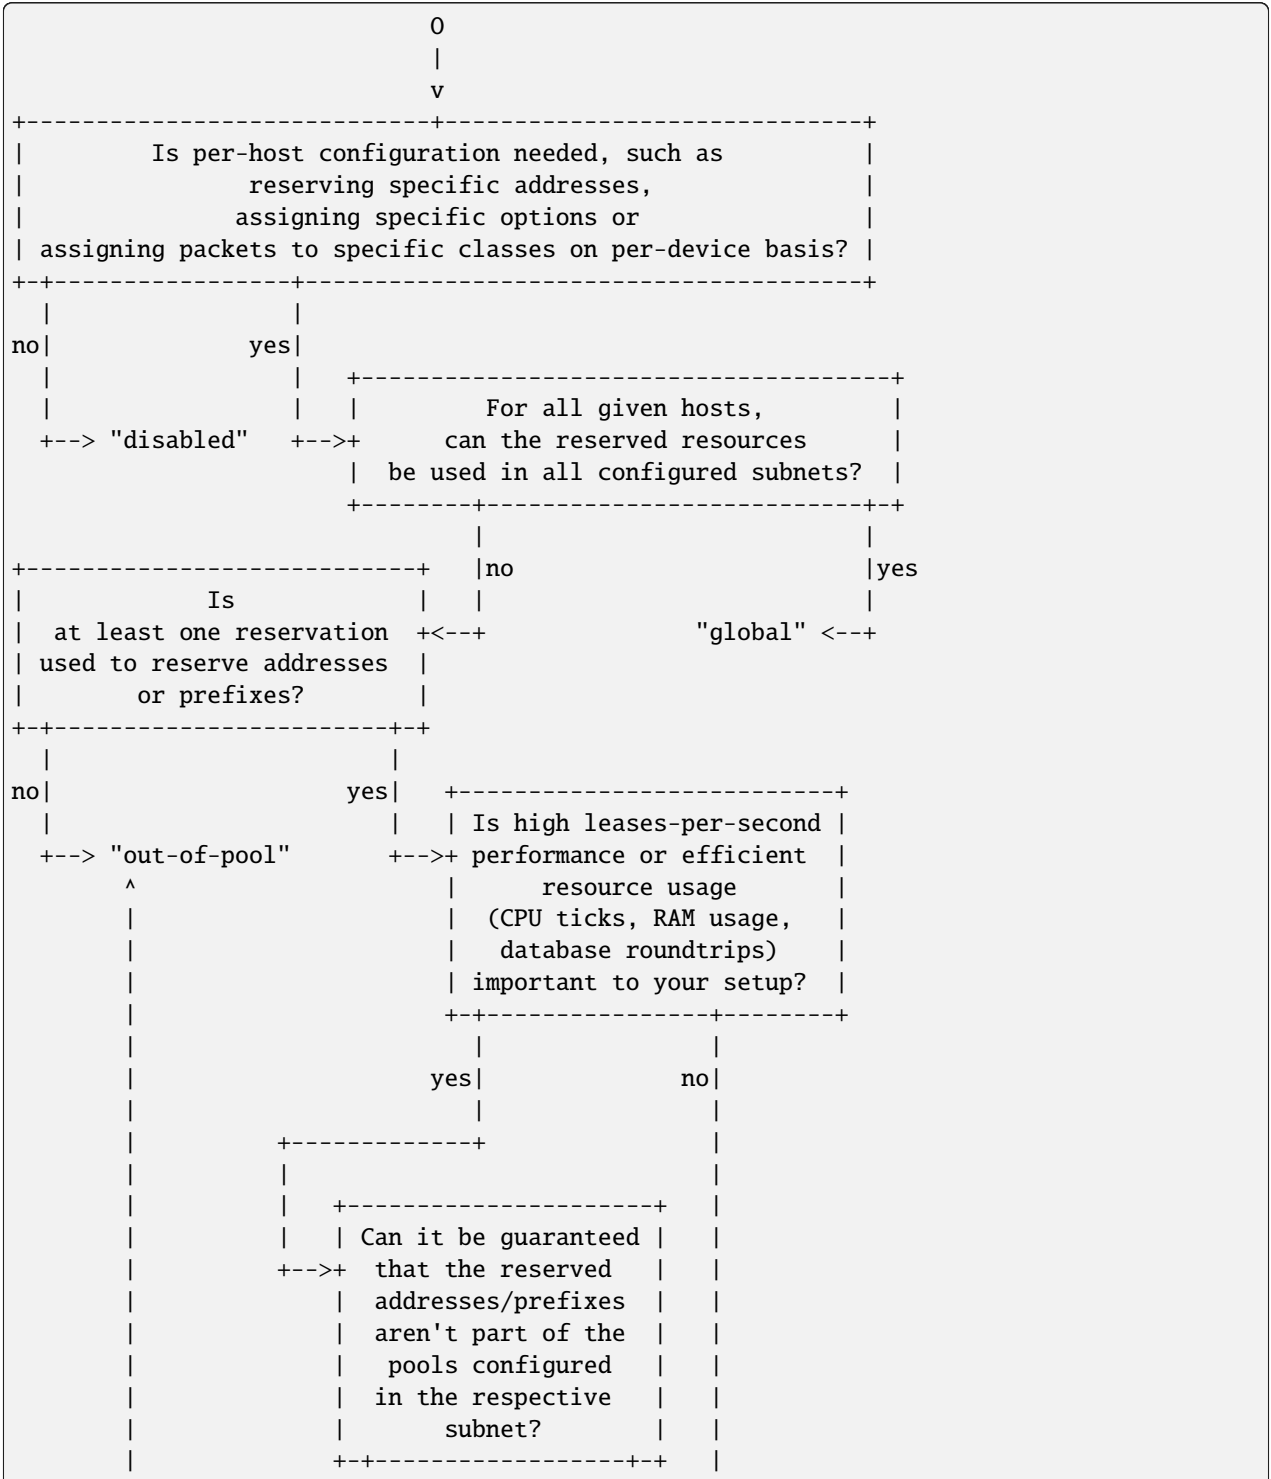 O
                              |
                              v
+-----------------------------+------------------------------+
|         Is per-host configuration needed, such as          |
|                reserving specific addresses,               |
|               assigning specific options or                |
| assigning packets to specific classes on per-device basis? |
+-+-----------------+----------------------------------------+
  |                 |
no|              yes|
  |                 |   +--------------------------------------+
  |                 |   |         For all given hosts,         |
  +--> "disabled"   +-->+      can the reserved resources      |
                        |  be used in all configured subnets?  |
                        +--------+---------------------------+-+
                                 |                           |
+----------------------------+   |no                         |yes
|             Is             |   |                           |
|  at least one reservation  +<--+               "global" <--+
| used to reserve addresses  |
|        or prefixes?        |
+-+------------------------+-+
  |                        |
no|                     yes|   +---------------------------+
  |                        |   | Is high leases-per-second |
  +--> "out-of-pool"       +-->+ performance or efficient  |
        ^                      |      resource usage       |
        |                      |  (CPU ticks, RAM usage,   |
        |                      |   database roundtrips)    |
        |                      | important to your setup?  |
        |                      +-+----------------+--------+
        |                        |                |
        |                     yes|              no|
        |                        |                |
        |          +-------------+                |
        |          |                              |
        |          |   +----------------------+   |
        |          |   | Can it be guaranteed |   |
        |          +-->+  that the reserved   |   |
        |              |  addresses/prefixes  |   |
        |              |  aren't part of the  |   |
        |              |   pools configured   |   |
        |              |  in the respective   |   |
        |              |       subnet?        |   |
        |              +-+------------------+-+   |